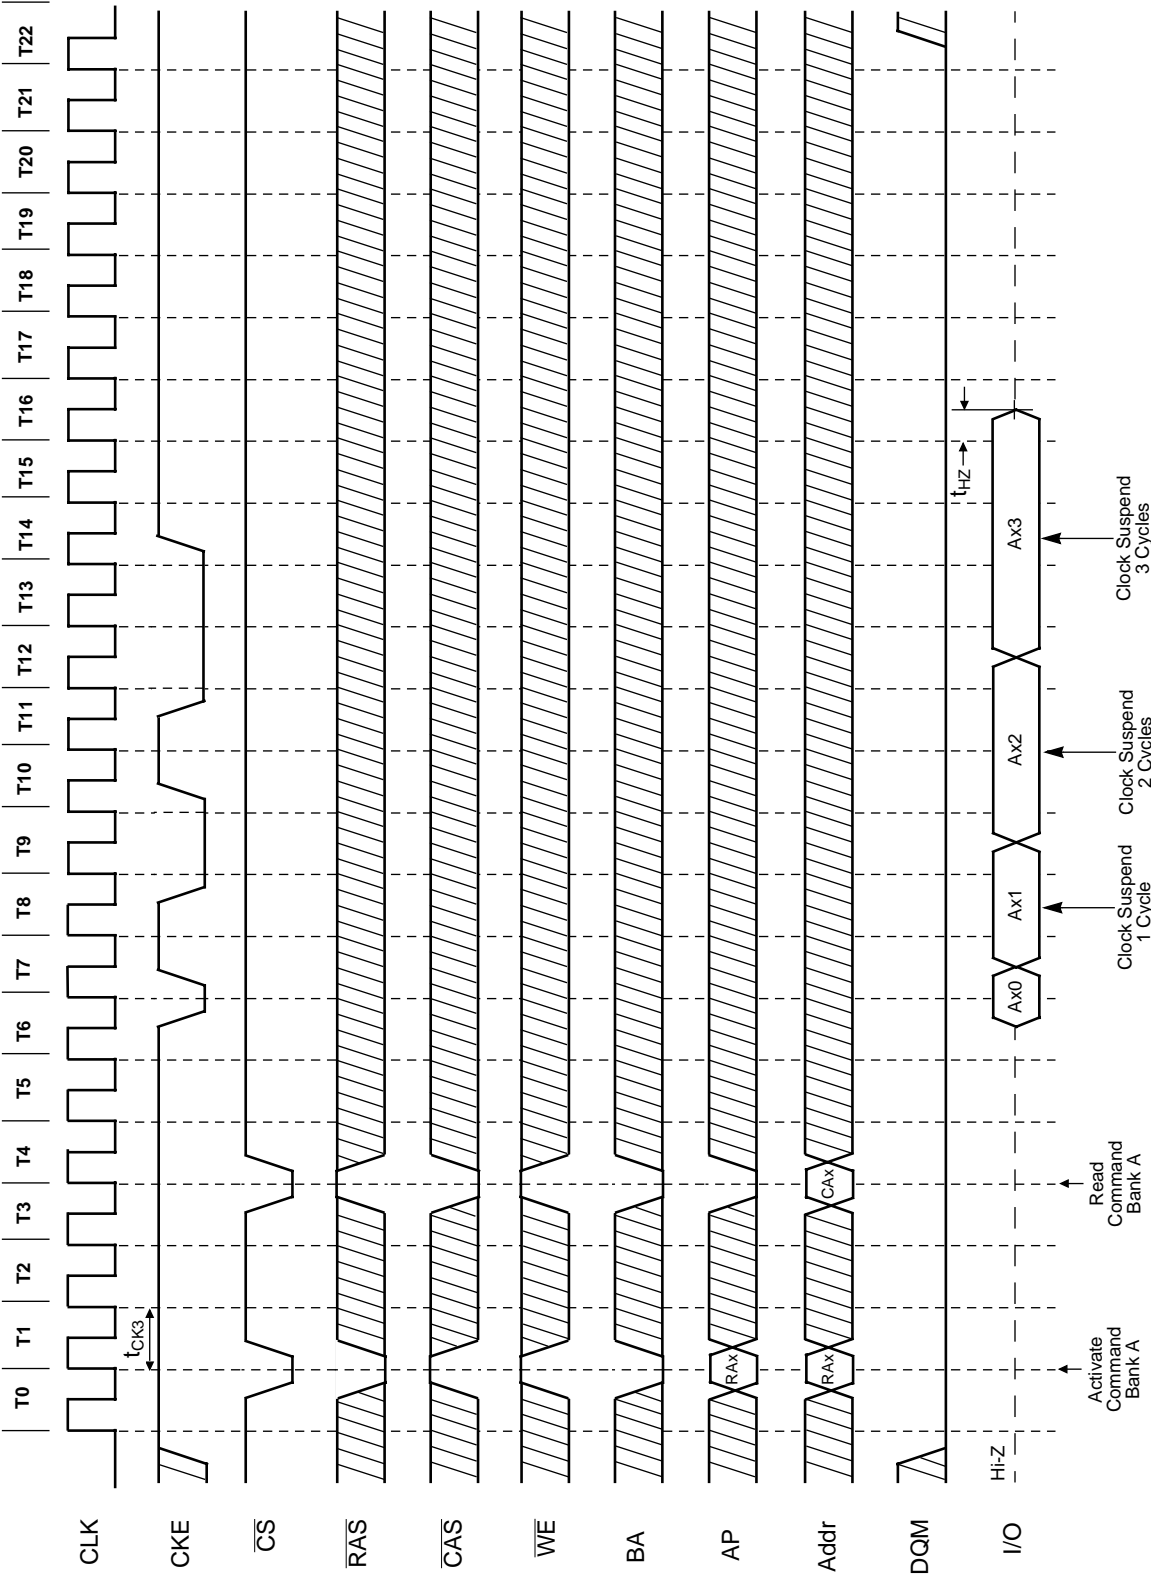 T0 T1 T2 T3 T4 T5 T6 T7 T8 T9 T10 T11 T12 T13 T14 T15 T16 T17 T18 T19 T20 T21 T22
CLK
tCK3
CKE
CS
RAS
CAS
WE
BA
AP
RAx
Addr
RAx CAx
DQM
tHZ
I/O
Hi-Z
Ax0 Ax1 Ax2 Ax3
Activate
Command
Bank A
Read
Command
Bank A
Clock Suspend
1 Cycle
Clock Suspend
2 Cycles
Clock Suspend
3 Cycles